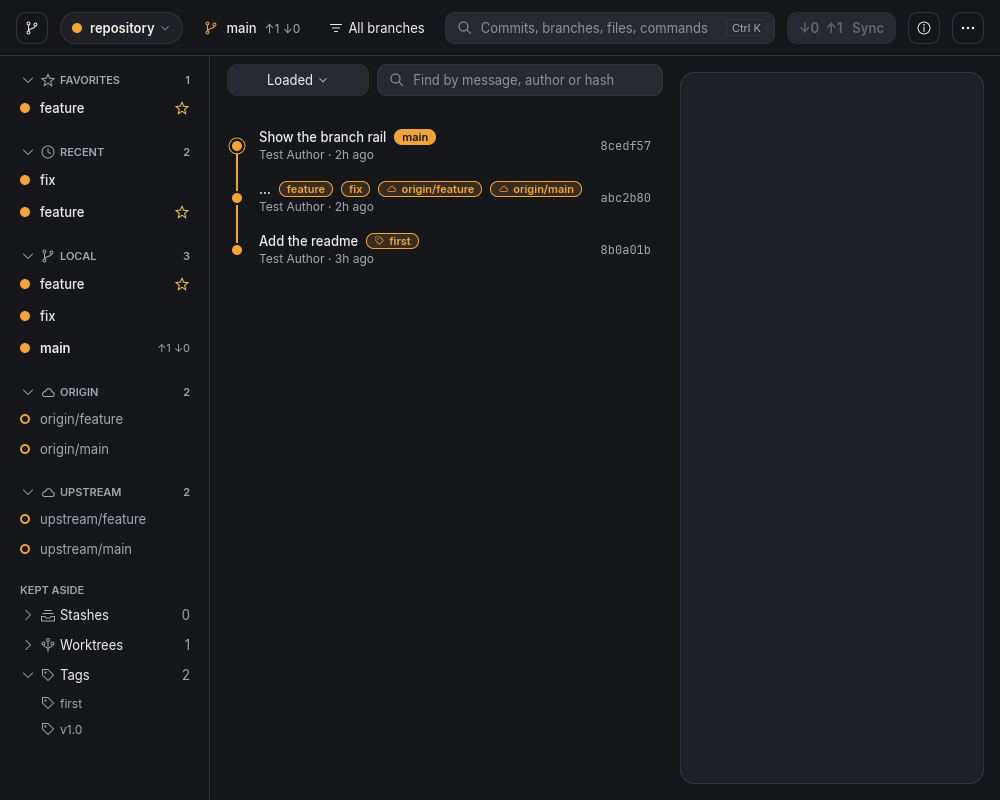 repository
main ↑1 ↓0
All branches
Commits, branches, files, commands Ctrl K
↓0 ↑1 Sync
FAVORITES 1
feature
RECENT 2
fix
feature
LOCAL 3
feature
fix
main ↑1 ↓0
ORIGIN 2
origin/feature
origin/main
UPSTREAM 2
upstream/feature
upstream/main
KEPT ASIDE
Stashes 0
Worktrees 1
Tags 2
first
v1.0
Loaded
Find by message, author or hash
Show the branch rail main
Test Author · 2h ago
8cedf57
... feature fix origin/feature origin/main
Test Author · 2h ago
abc2b80
Add the readme first
Test Author · 3h ago
8b0a01b